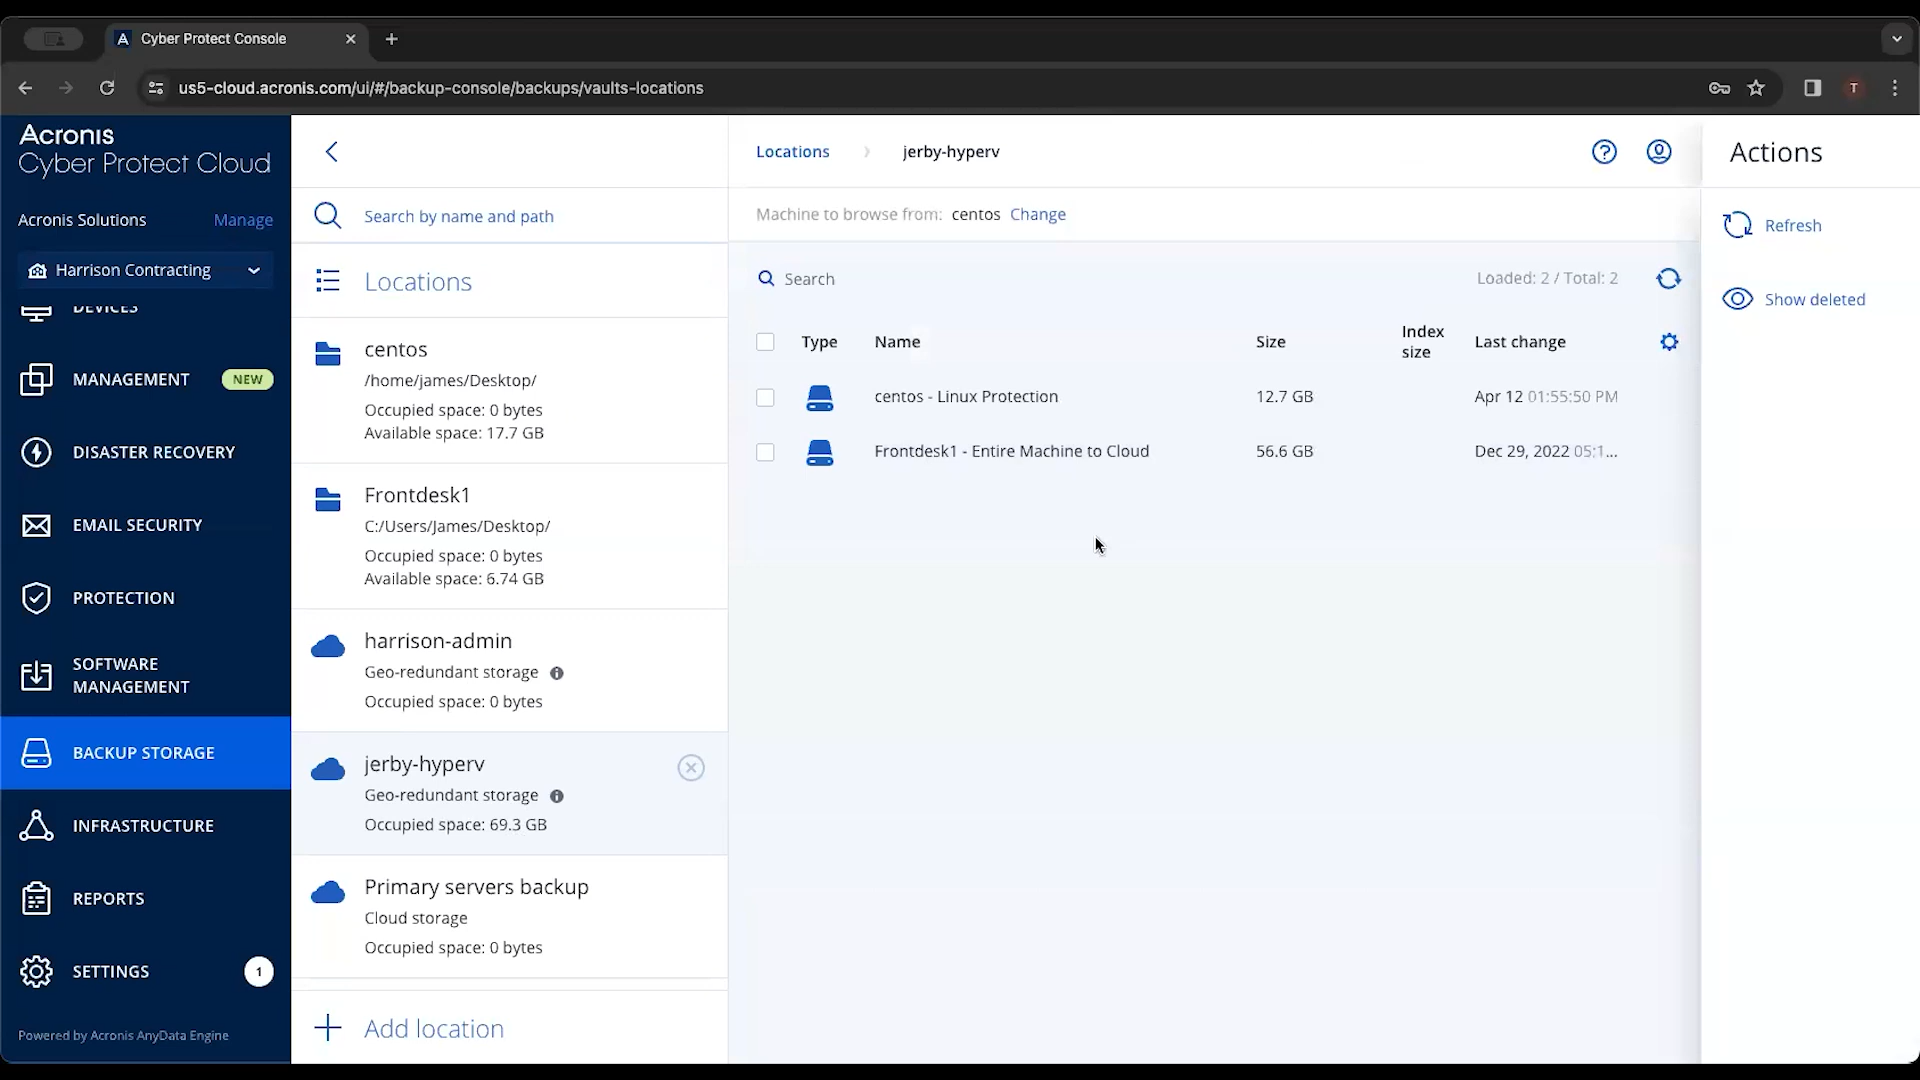 Cyber Protect Console
us5-cloud.acronis.com/ui/#/backup-console/backups/vaults-locations
T
Acronis
Cyber Protect Cloud
Acronis Solutions
Manage
Harrison Contracting
DEVICES
MANAGEMENT
NEW
DISASTER RECOVERY
EMAIL SECURITY
PROTECTION
SOFTWARE
MANAGEMENT
BACKUP STORAGE
INFRASTRUCTURE
REPORTS
SETTINGS
1
Powered by Acronis AnyData Engine
Search by name and path
Locations
centos
/home/james/Desktop/
Occupied space: 0 bytes
Available space: 17.7 GB
Frontdesk1
C:/Users/James/Desktop/
Occupied space: 0 bytes
Available space: 6.74 GB
harrison-admin
Geo-redundant storage
Occupied space: 0 bytes
jerby-hyperv
Geo-redundant storage
Occupied space: 69.3 GB
Primary servers backup
Cloud storage
Occupied space: 0 bytes
Add location
Locations
jerby-hyperv
Machine to browse from: centos Change
Search
Loaded: 2 / Total: 2
Type Name Size Index size Last change
centos - Linux Protection 12.7 GB Apr 12 01:55:50 PM
Frontdesk1 - Entire Machine to Cloud 56.6 GB Dec 29, 2022 05:1...
Actions
Refresh
Show deleted